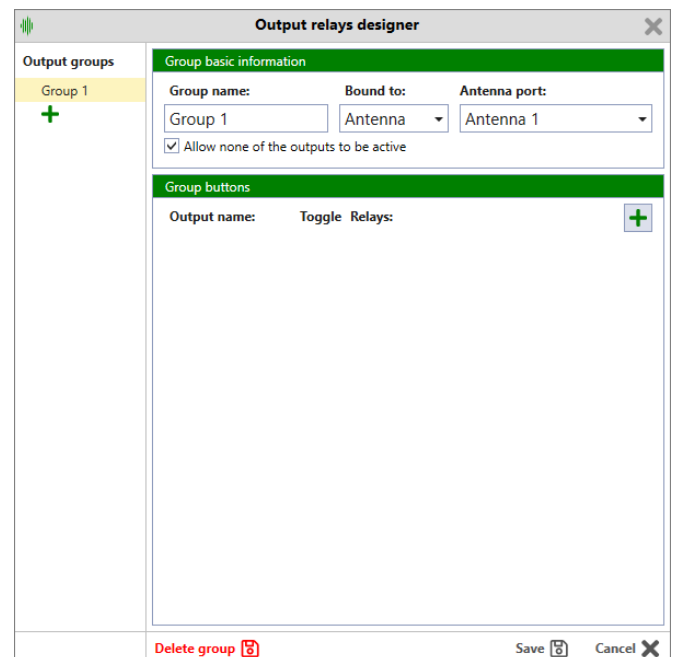 Output relays designer
Output groups
Group 1
Group basic information
Group name: Bound to: Antenna port:
Group 1 Antenna Antenna 1
Allow none of the outputs to be active
Group buttons
Output name: Toggle Relays:
Delete group Save Cancel